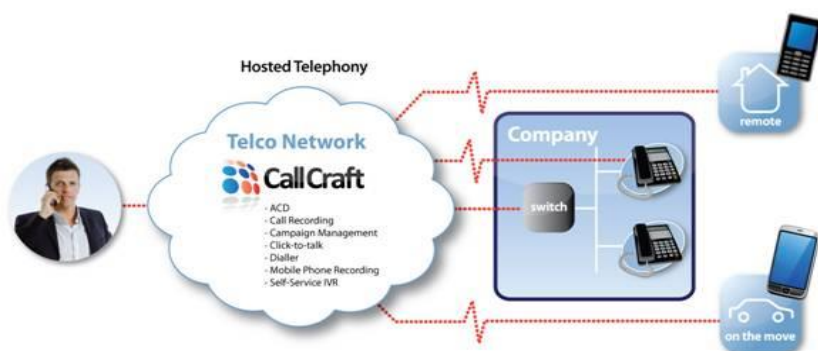 Hosted Telephony
Telco Network
CallCraft
- ACD
- Call Recording
- Campaign Management
- Click-to-talk
- Dialler
- Mobile Phone Recording
- Self-Service IVR
Company
switch
remote
on the move